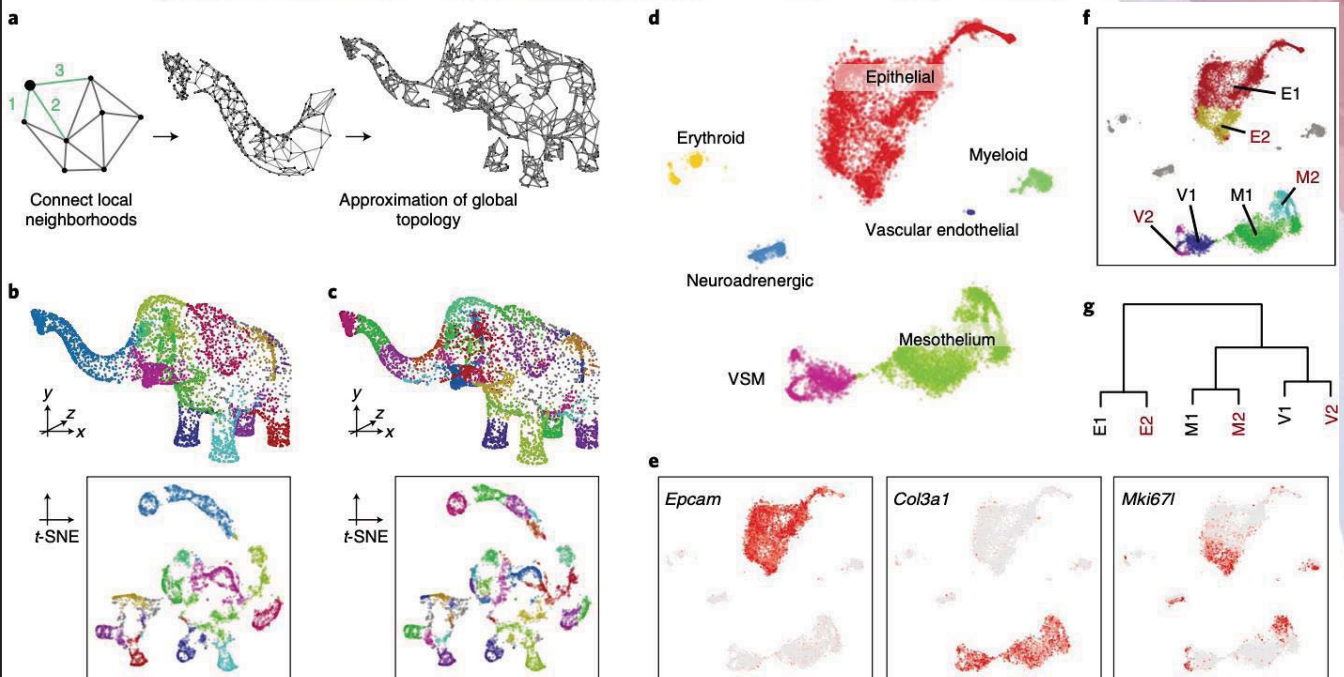 a
3
1
2
Connect local
neighborhoods
Approximation of global
topology
b
y
z
x
t-SNE
c
y
z
x
t-SNE
d
Epithelial
Erythroid
Myeloid
Vascular endothelial
Neuroadrenergic
Mesothelium
VSM
e
Epcam
Col3a1
Mki67l
f
E1
E2
M2
V1
M1
V2
g
E1
E2
M1
M2
V1
V2